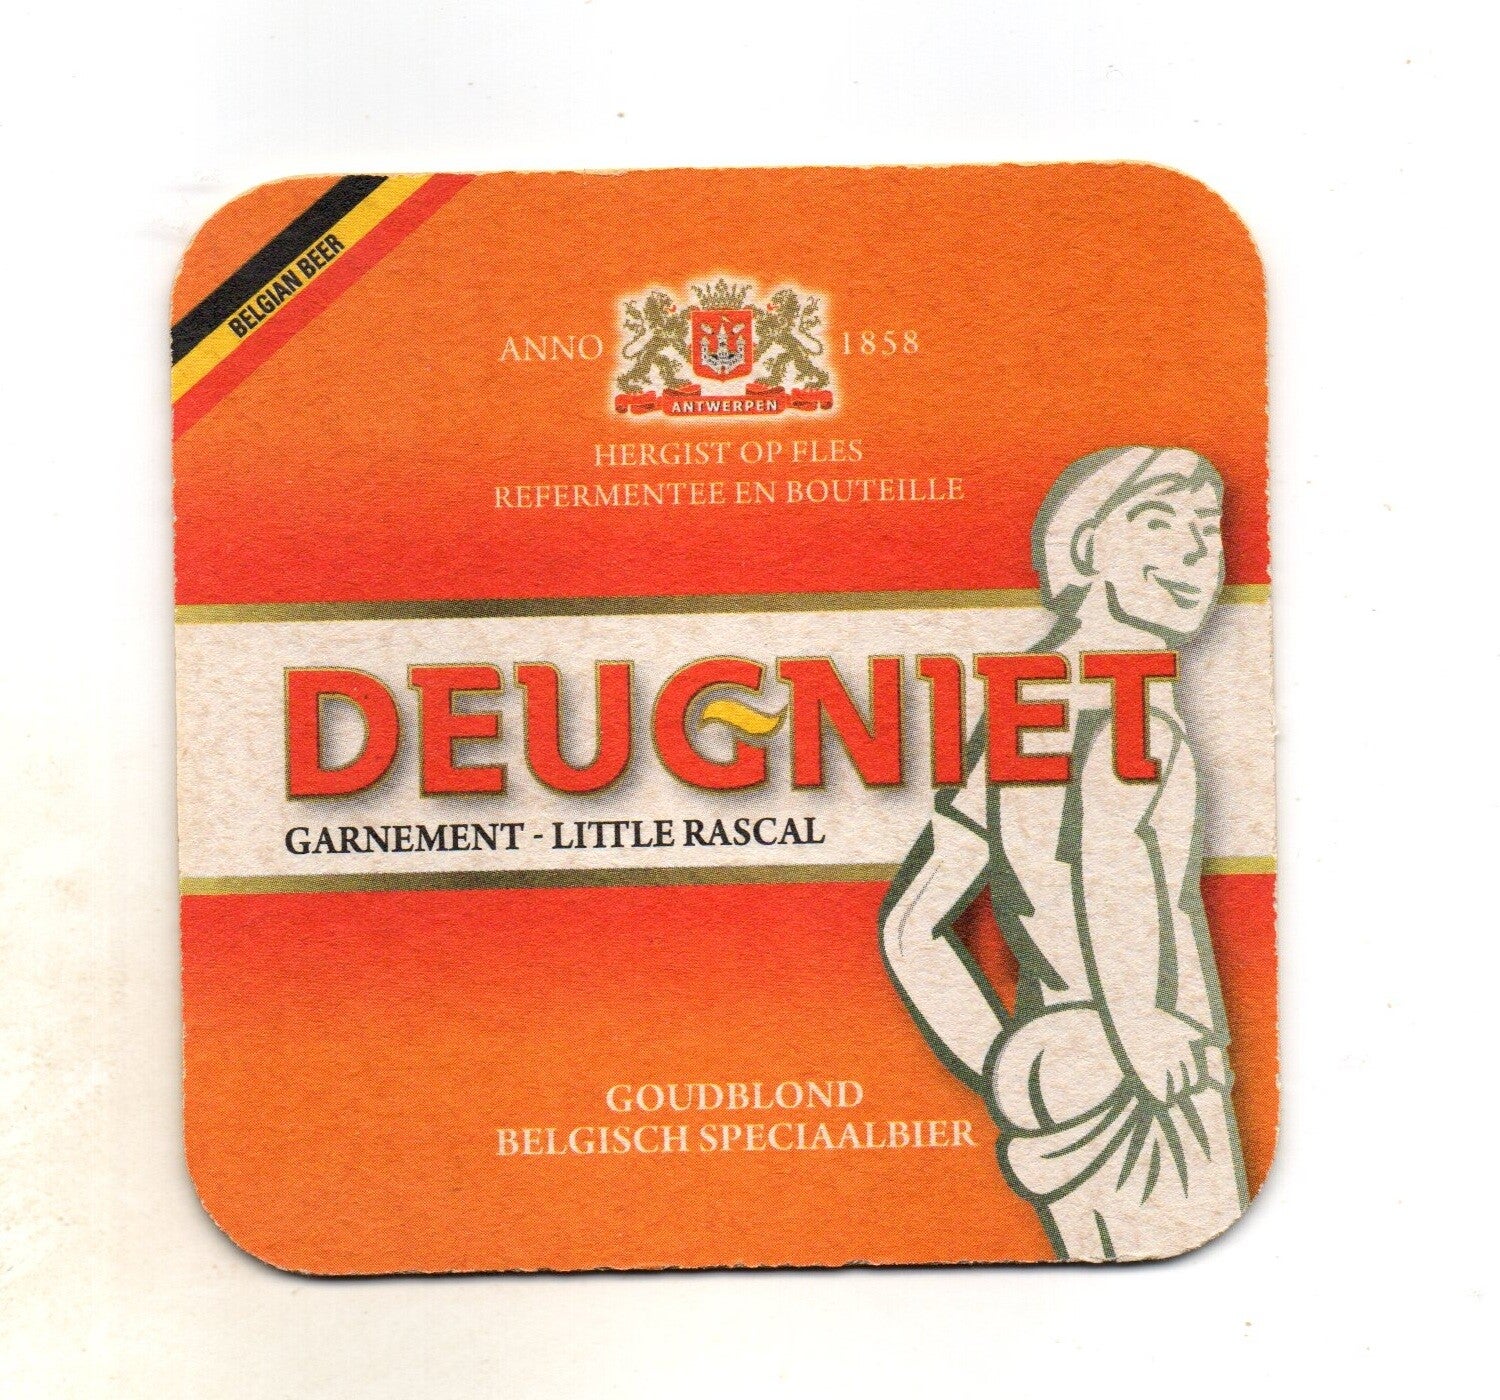 BELGIAN BEER
ANNO 1858
ANTWERPEN
HERGIST OP FLES
REFERMENTEE EN BOUTEILLE
DEUGNIET
GARNEMENT - LITTLE RASCAL
GOUDBLOND
BELGISCH SPECIAALBIER